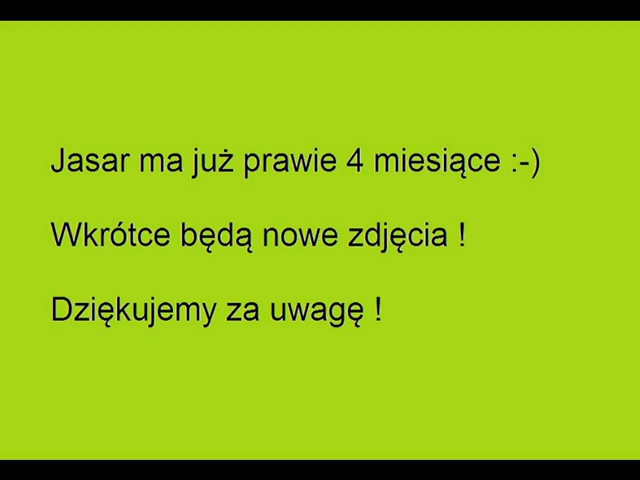 Jasar ma już prawie 4 miesiące :-)
Wkrótce będą nowe zdjęcia !
Dziękujemy za uwagę !